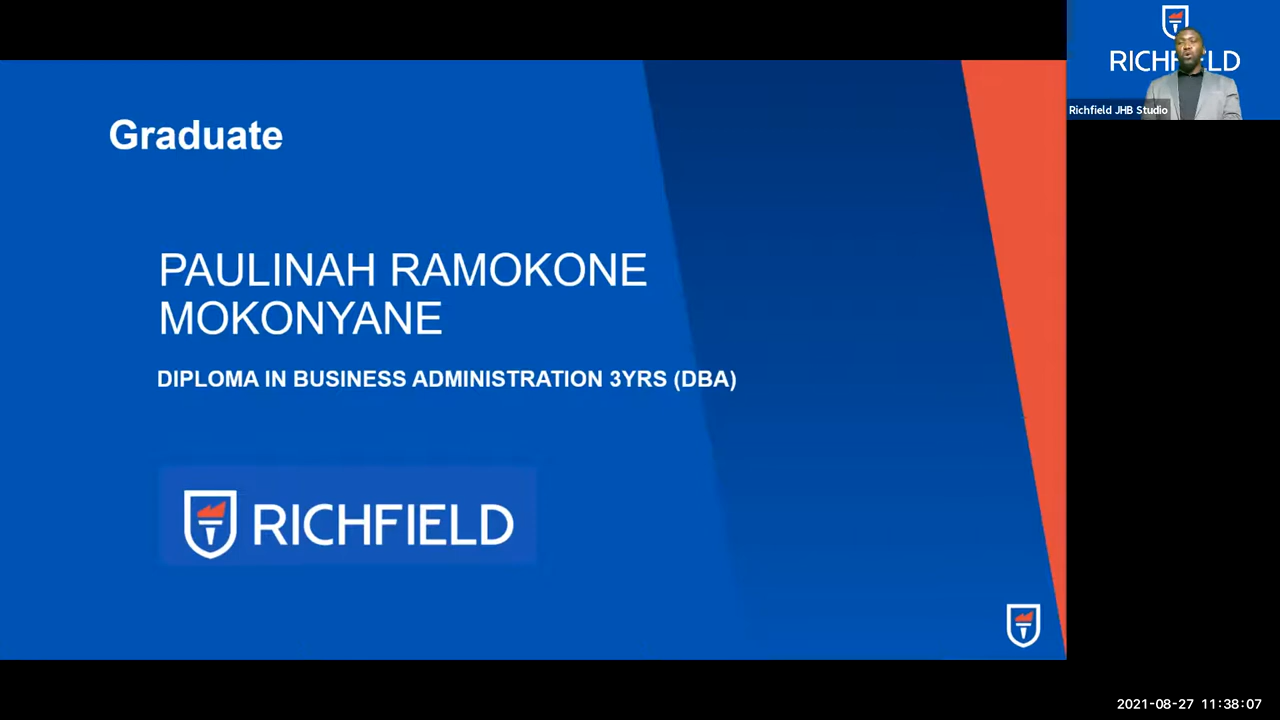 Graduate
PAULINAH RAMOKONE
MOKONYANE
DIPLOMA IN BUSINESS ADMINISTRATION 3YRS (DBA)
RICHFIELD
RICHFIELD
Richfield JHB Studio
2021-08-27 11:38:07